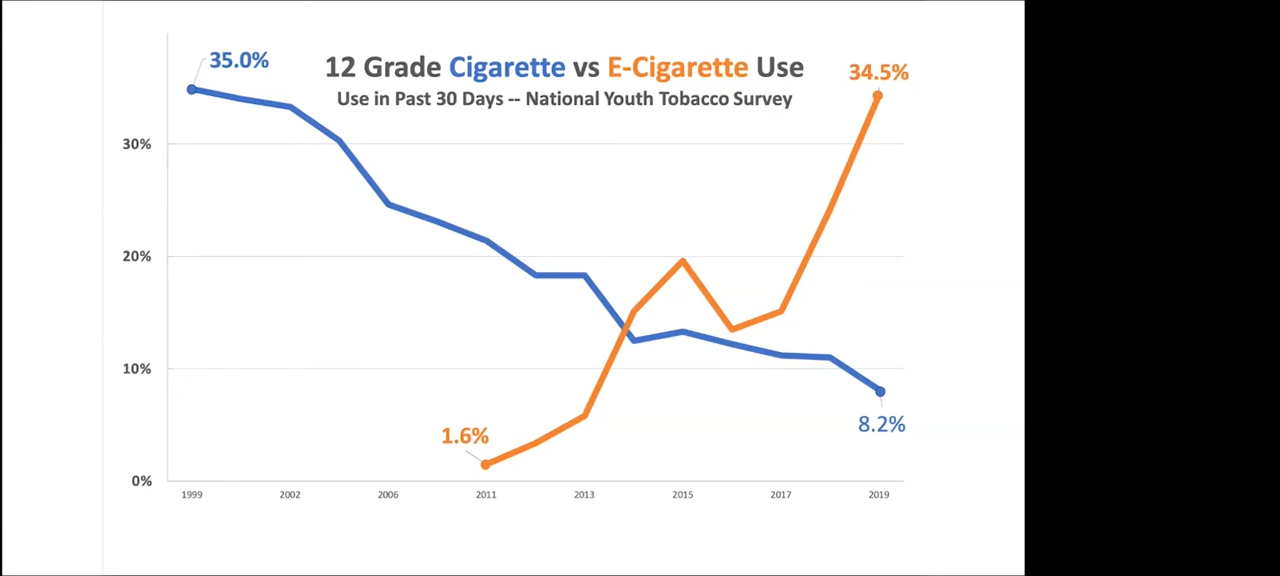 35.0%
12 Grade Cigarette vs E-Cigarette Use
34.5%
Use in Past 30 Days -- National Youth Tobacco Survey
30%
20%
10%
1.6%
8.2%
0%
1999 2002 2006 2011 2013 2015 2017 2019